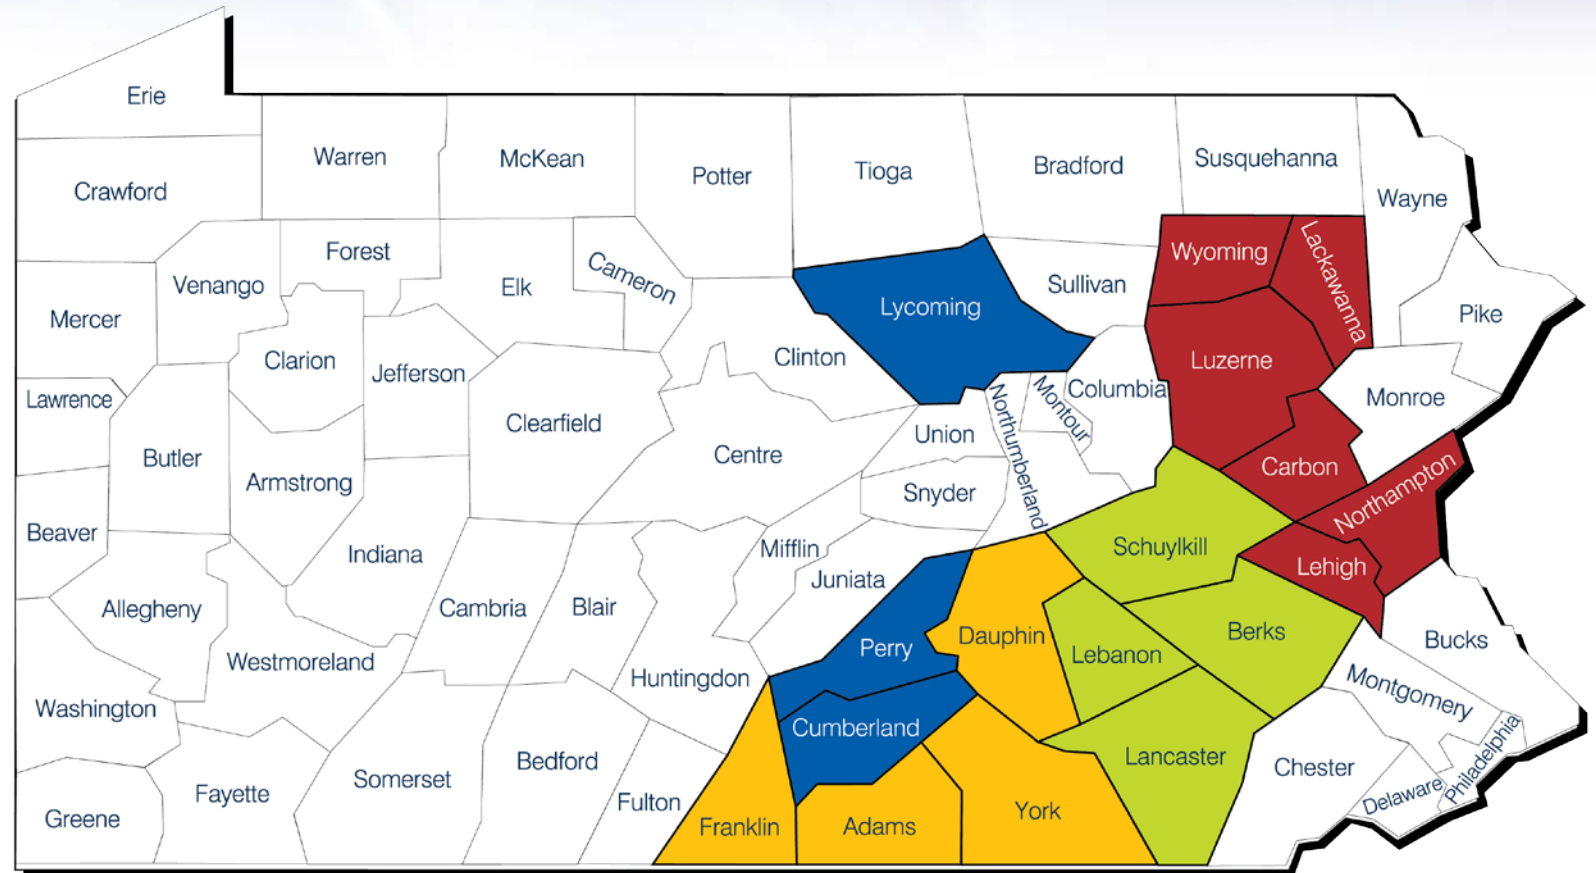 Erie
Warren
McKean
Potter
Tioga
Bradford
Susquehanna
Wayne
Crawford
Forest
Venango
Elk
Cameron
Lycoming
Sullivan
Wyoming
Lackawanna
Pike
Mercer
Clarion
Jefferson
Clinton
Luzerne
Columbia
Montour
Northumberland
Monroe
Lawrence
Butler
Clearfield
Union
Centre
Armstrong
Snyder
Carbon
Northampton
Beaver
Indiana
Mifflin
Juniata
Schuylkill
Lehigh
Allegheny
Cambria
Blair
Perry
Dauphin
Lebanon
Berks
Bucks
Westmoreland
Huntingdon
Montgomery
Washington
Cumberland
Lancaster
Chester
Philadelphia
Delaware
Bedford
Somerset
Fayette
Fulton
Greene
Franklin
Adams
York